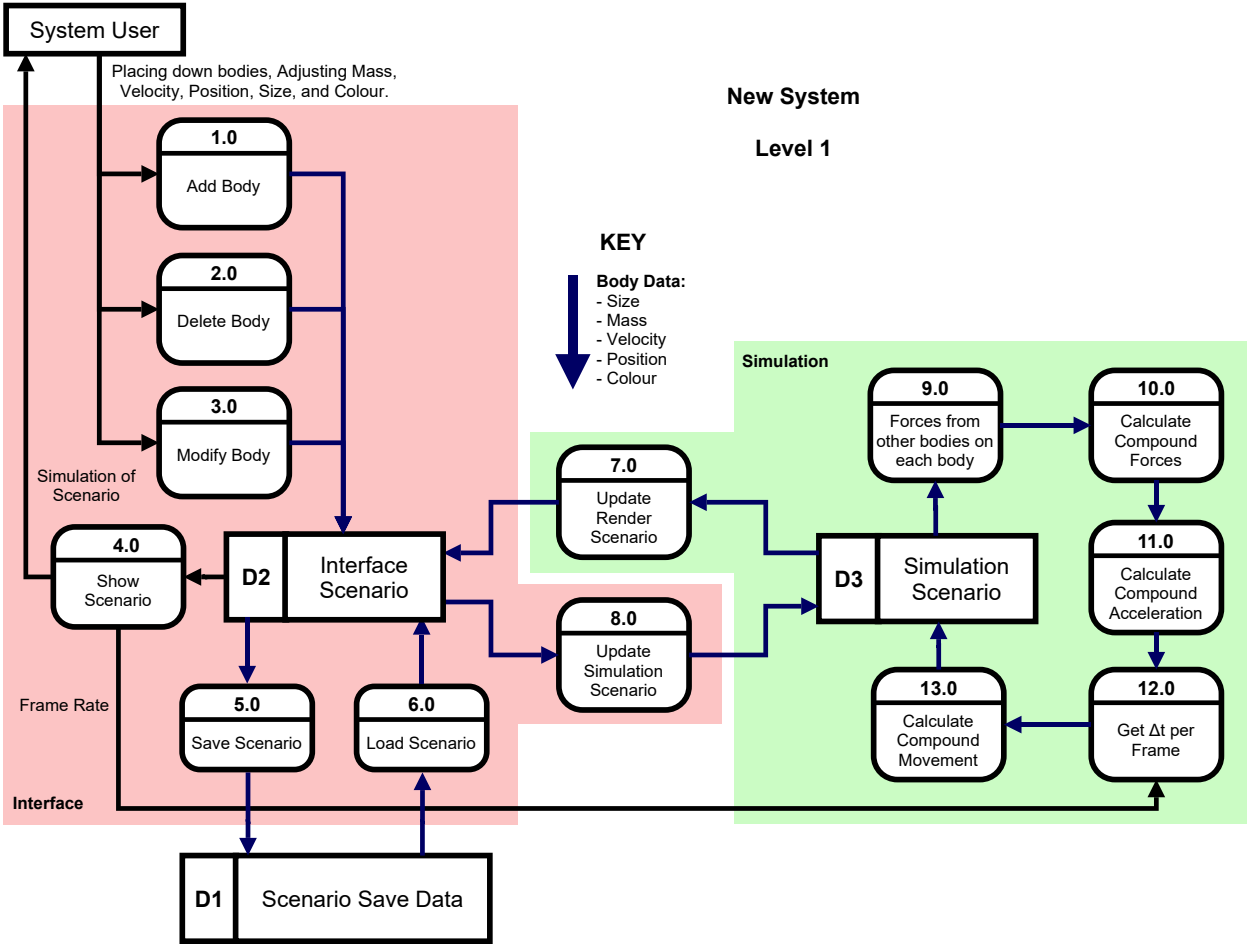 System User
Placing down bodies, Adjusting Mass,
Velocity, Position, Size, and Colour.
New System
Level 1
1.0
Add Body
2.0
Delete Body
3.0
Modify Body
KEY
Body Data:
- Size
- Mass
- Velocity
- Position
- Colour
Simulation
9.0
Forces from
other bodies on
each body
10.0
Calculate
Compound
Forces
7.0
Update
Render
Scenario
Simulation of
Scenario
4.0
Show
Scenario
D2
Interface
Scenario
D3
Simulation
Scenario
11.0
Calculate
Compound
Acceleration
8.0
Update
Simulation
Scenario
Frame Rate
5.0
Save Scenario
6.0
Load Scenario
13.0
Calculate
Compound
Movement
12.0
Get Δt per
Frame
Interface
D1
Scenario Save Data